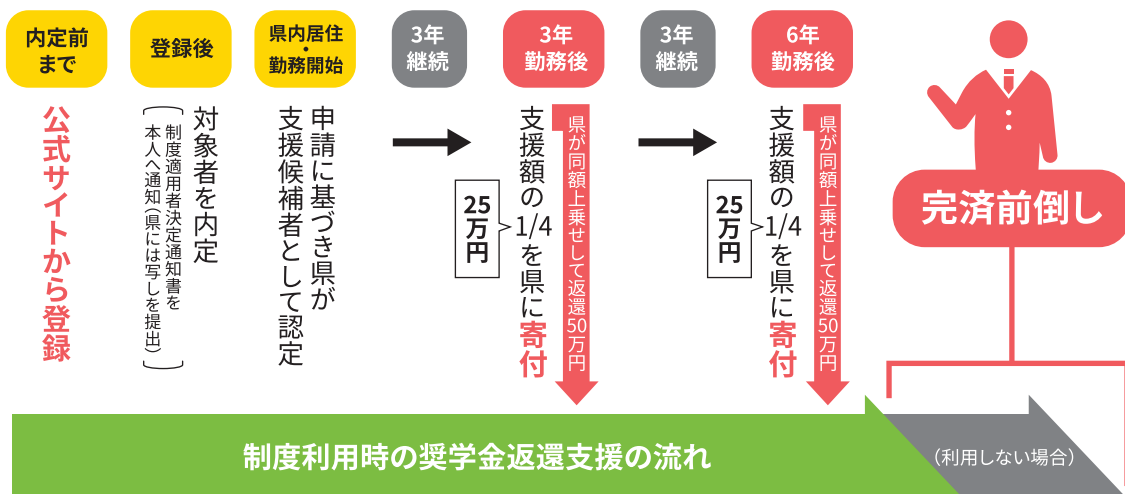 内定前
まで
公式サイトから登録
登録後
対象者を内定
制度適用者決定通知書を
本人へ通知（県には写しを提出）
県内居住
・
勤務開始
申請に基づき県が
支援候補者として認定
3年
継続
3年
勤務後
県が同額上乗せして返還50万円
支援額の1/4を県に寄付
25
万円
3年
継続
6年
勤務後
県が同額上乗せして返還50万円
支援額の1/4を県に寄付
25
万円
完済前倒し
制度利用時の奨学金返還支援の流れ
（利用しない場合）